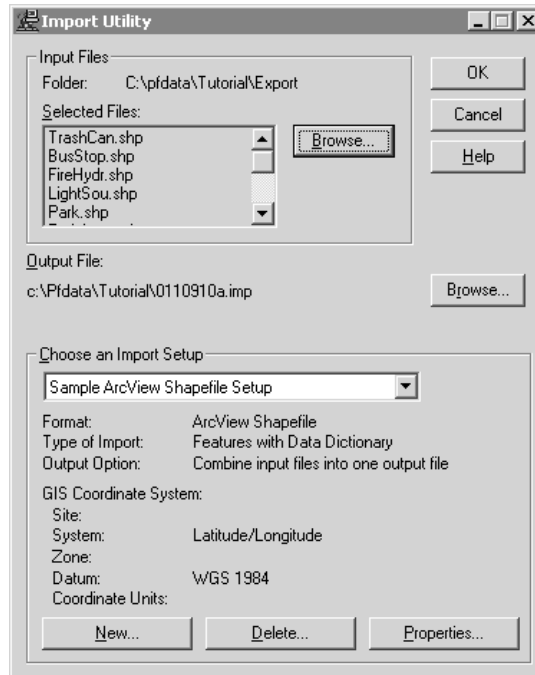 Import Utility
Input Files
Folder: C:\pfdata\Tutorial\Export
Selected Files:
TrashCan.shp
BusStop.shp
FireHydr.shp
LightSou.shp
Park.shp
Browse...
OK
Cancel
Help
Output File:
c:\Pfdata\Tutorial\0110910a.imp
Browse...
Choose an Import Setup
Sample ArcView Shapefile Setup
Format: ArcView Shapefile
Type of Import: Features with Data Dictionary
Output Option: Combine input files into one output file
GIS Coordinate System:
Site:
System: Latitude/Longitude
Zone:
Datum: WGS 1984
Coordinate Units:
New... Delete... Properties...